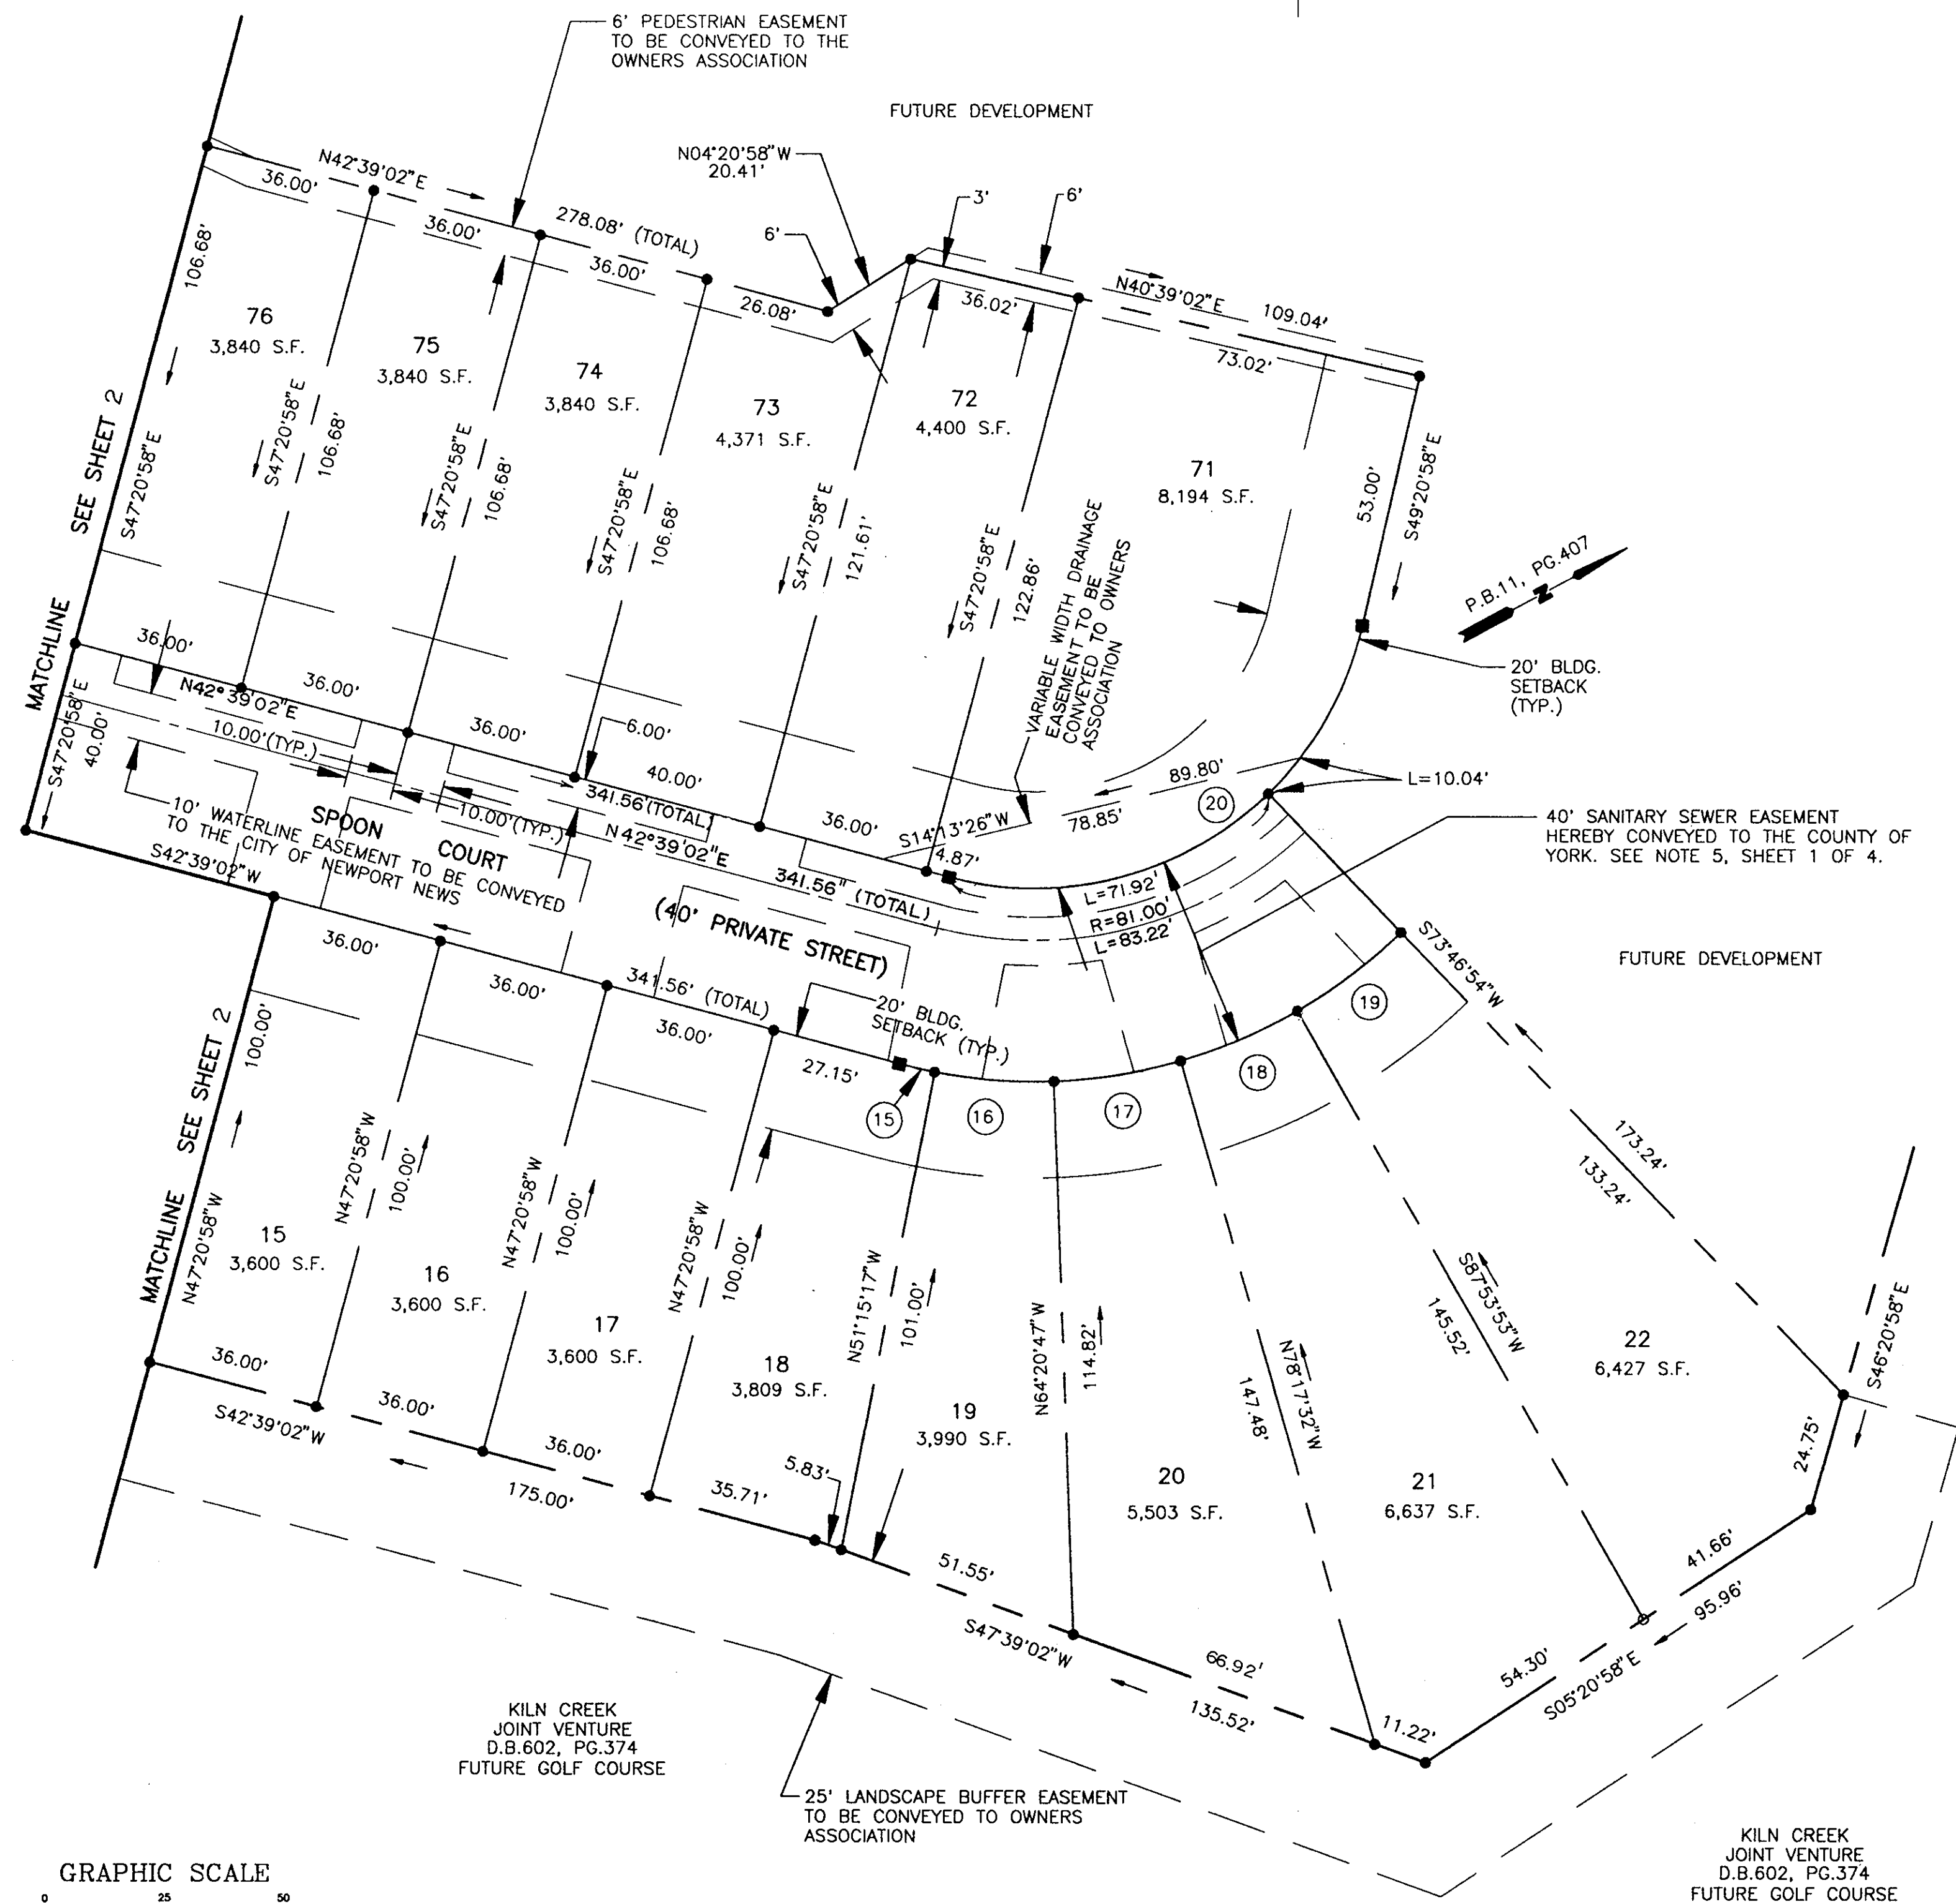 6' PEDESTRIAN EASEMENT
TO BE CONVEYED TO THE
OWNERS ASSOCIATION
FUTURE DEVELOPMENT
N04°20'58"W
20.41'
3'
6'
6'
N42°39'02"E
36.00'
36.00'
278.08' (TOTAL)
36.00'
26.08'
36.02'
N40°39'02"E
109.04'
73.02'
106.68'
76
3,840 S.F.
75
3,840 S.F.
74
3,840 S.F.
73
4,371 S.F.
72
4,400 S.F.
71
8,194 S.F.
MATCHLINE SEE SHEET 2
S47°20'58"E
S47°20'58"E
106.68'
S47°20'58"E
106.68'
S47°20'58"E
106.68'
S47°20'58"E
121.61'
S47°20'58"E
122.86'
VARIABLE WIDTH DRAINAGE
EASEMENT TO BE
CONVEYED TO OWNERS
ASSOCIATION
53.00'
S49°20'58"E
P.B.11, PG.407
N
20' BLDG.
SETBACK
(TYP.)
36.00'
N42°39'02"E
36.00'
36.00'
6.00'
40.00'
36.00'
S47°20'58"E
40.00'
10.00'(TYP.)
10.00'(TYP.)
341.56'(TOTAL)
N42°39'02"E
341.56" (TOTAL)
S14°13'26"W
4.87'
78.85'
89.80'
20
L=10.04'
40' SANITARY SEWER EASEMENT
HEREBY CONVEYED TO THE COUNTY OF
YORK. SEE NOTE 5, SHEET 1 OF 4.
10' WATERLINE EASEMENT TO BE CONVEYED
TO THE CITY OF NEWPORT NEWS
SPOON COURT
(40' PRIVATE STREET)
S42°39'02"W
L=71.92'
R=81.00'
L=83.22'
S73°46'54"W
FUTURE DEVELOPMENT
36.00'
36.00'
341.56' (TOTAL)
36.00'
20' BLDG.
SETBACK (TYP.)
27.15'
15
16
17
18
19
173.24'
133.24'
MATCHLINE SEE SHEET 2
100.00'
N47°20'58"W
15
3,600 S.F.
N47°20'58"W
100.00'
16
3,600 S.F.
N47°20'58"W
100.00'
17
3,600 S.F.
N47°20'58"W
100.00'
18
3,809 S.F.
N51°15'17"W
101.00'
19
3,990 S.F.
N64°20'47"W
114.82'
20
5,503 S.F.
N78°17'32"W
147.48'
21
6,637 S.F.
S87°53'53"W
145.52'
22
6,427 S.F.
S46°20'58"E
24.75'
36.00'
S42°39'02"W
36.00'
36.00'
175.00'
35.71'
5.83'
51.55'
S47°39'02"W
66.92'
135.52'
11.22'
54.30'
41.66'
95.96'
S05°20'58"E
KILN CREEK
JOINT VENTURE
D.B.602, PG.374
FUTURE GOLF COURSE
25' LANDSCAPE BUFFER EASEMENT
TO BE CONVEYED TO OWNERS
ASSOCIATION
KILN CREEK
JOINT VENTURE
D.B.602, PG.374
FUTURE GOLF COURSE
GRAPHIC SCALE
0 25 50